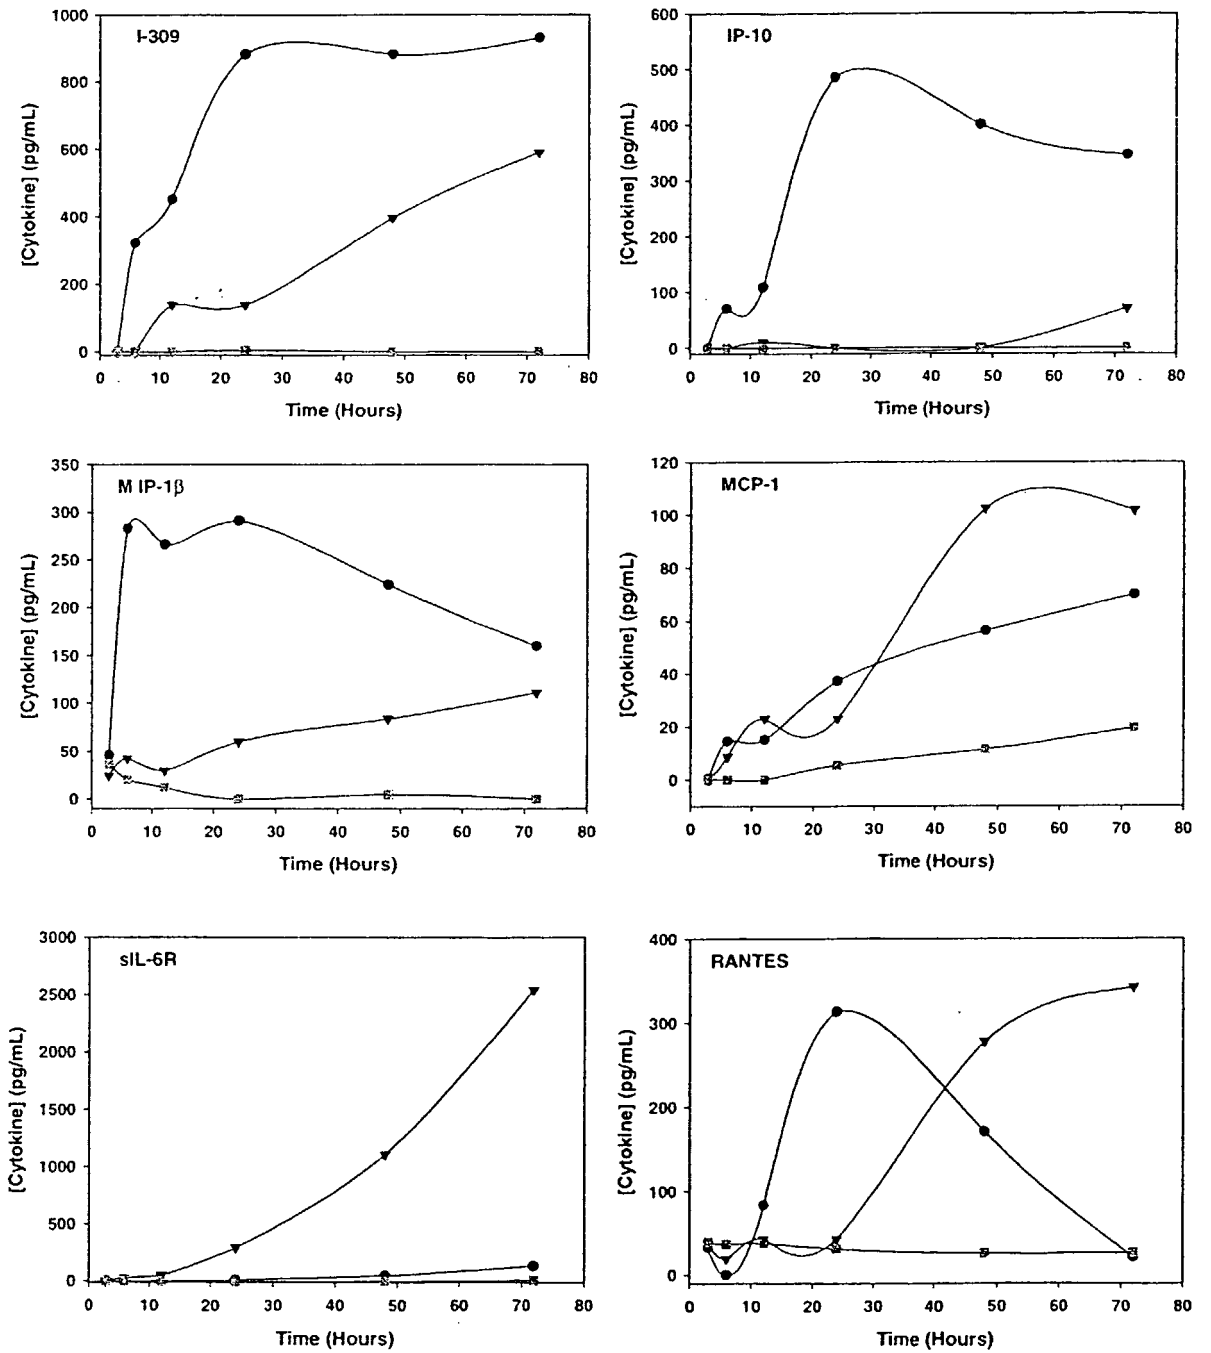 I-309
[Cytokine] (pg/mL)
1000
800
600
400
200
0
0 10 20 30 40 50 60 70 80
Time (Hours)
IP-10
[Cytokine] (pg/mL)
600
500
400
300
200
100
0
0 10 20 30 40 50 60 70 80
Time (Hours)
M IP-1β
[Cytokine] (pg/mL)
350
300
250
200
150
100
50
0
0 10 20 30 40 50 60 70 80
Time (Hours)
MCP-1
[Cytokine] (pg/mL)
120
100
80
60
40
20
0
0 10 20 30 40 50 60 70 80
Time (Hours)
sIL-6R
[Cytokine] (pg/mL)
3000
2500
2000
1500
1000
500
0
0 10 20 30 40 50 60 70 80
Time (Hours)
RANTES
[Cytokine] (pg/mL)
400
300
200
100
0
0 10 20 30 40 50 60 70 80
Time (Hours)